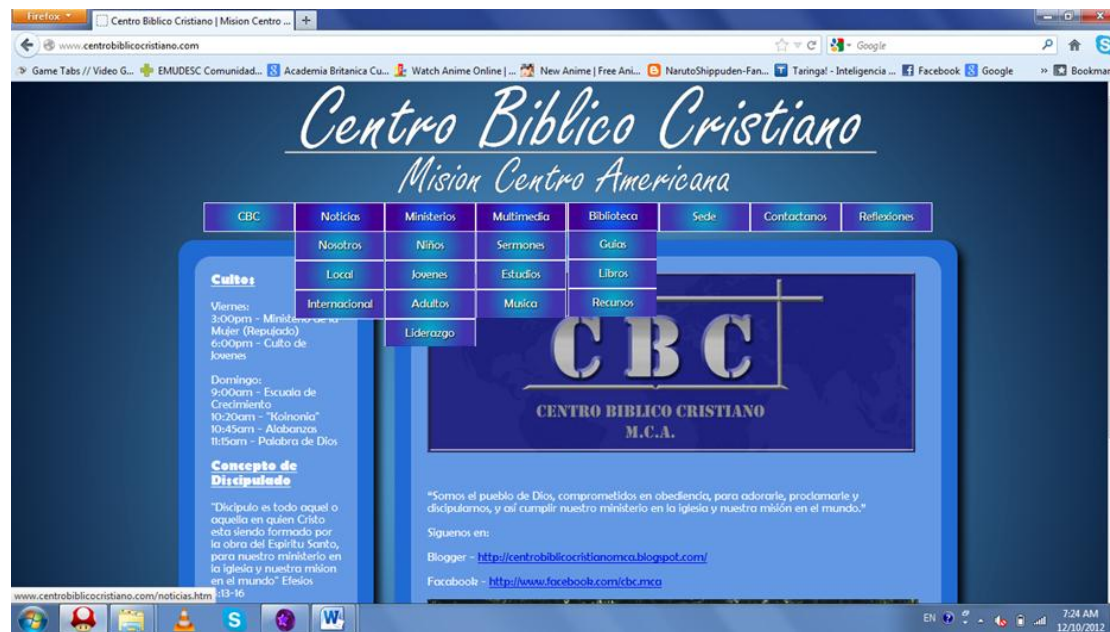 Firefox
Centro Biblico Cristiano | Mision Centro ...
www.centrobiblicocristiano.com
Google
Game Tabs // Video G...
EMUDESC Comunidad...
Academia Britanica Cu...
Watch Anime Online | ...
New Anime | Free Ani...
NarutoShippuden-Fan...
Taringa! - Inteligencia ...
Facebook
Google
»
Bookmar
Centro Biblico Cristiano
Mision Centro Americana
CBC
Noticias
Ministerios
Multimedia
Biblioteca
Sede
Contactanos
Reflexiones
Nosotros
Niños
Sermones
Guias
Local
Jovenes
Estudios
Libros
Internacional
Adultos
Musica
Recursos
Liderazgo
Cultos
Viernes:
3:00pm - Ministerio de la
Mujer (Repujado)
6:00pm - Culto de
Jovenes
Domingo:
9:00am - Escuala de
Crecimiento
10:20am - "Koinonia"
10:45am - Alabanzas
11:15am - Palabra de Dios
Concepto de
Discipulado
"Discipulo es todo aquel o
aquella en quien Cristo
esta siendo formado por
la obra del Espiritu Santo,
para nuestro ministerio en
la iglesia y nuestra mision
en el mundo" Efesios
:13-16
CBC
CENTRO BIBLICO CRISTIANO
M.C.A.
"Somos el pueblo de Dios, comprometidos en obediencia, para adorarle, proclamarle y
discipularnos, y así cumplir nuestro ministerio en la iglesia y nuestra misión en el mundo."
Siguenos en:
Blogger - http://centrobiblicocristianomca.blogspot.com/
Facabook - http://www.facebook.com/cbc.mca
www.centrobiblicocristiano.com/noticias.htm
EN
7:24 AM
12/10/2012